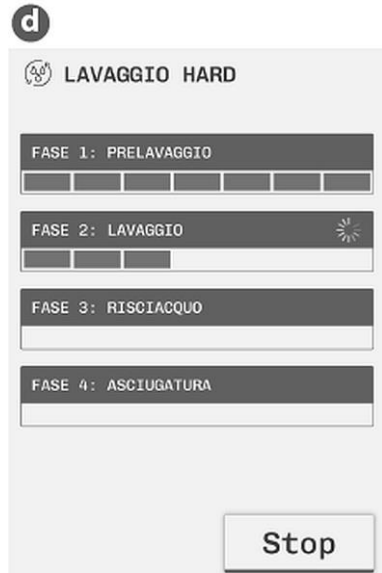 d
LAVAGGIO HARD
FASE 1: PRELAVAGGIO
FASE 2: LAVAGGIO
FASE 3: RISCIACQUO
FASE 4: ASCIUGATURA
Stop